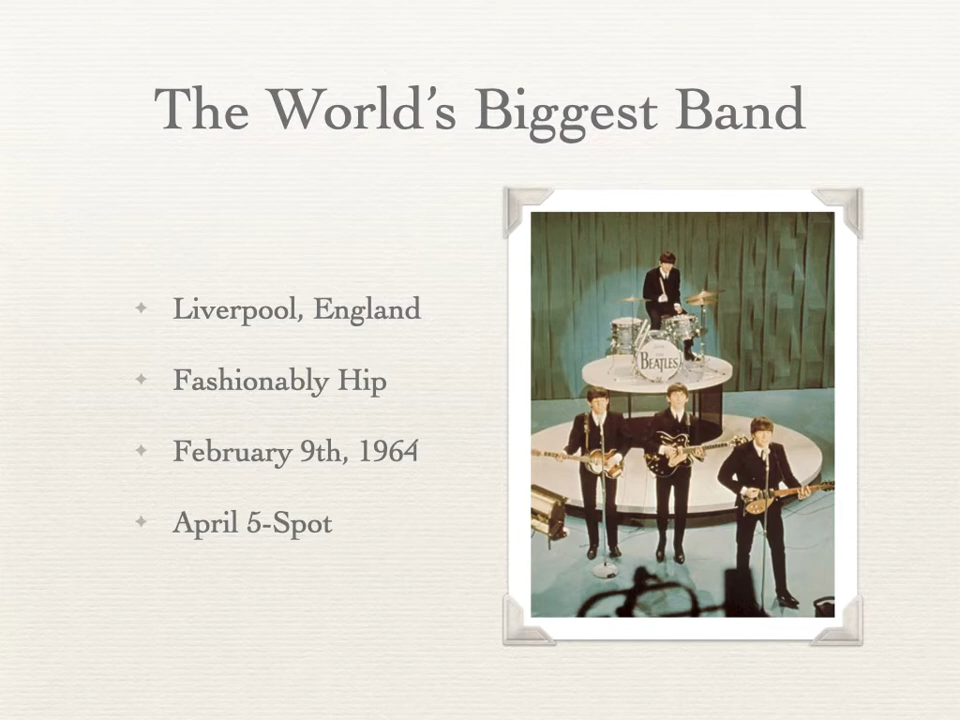 The World’s Biggest Band
Liverpool, England
Fashionably Hip
February 9th, 1964
April 5-Spot
BEATLES